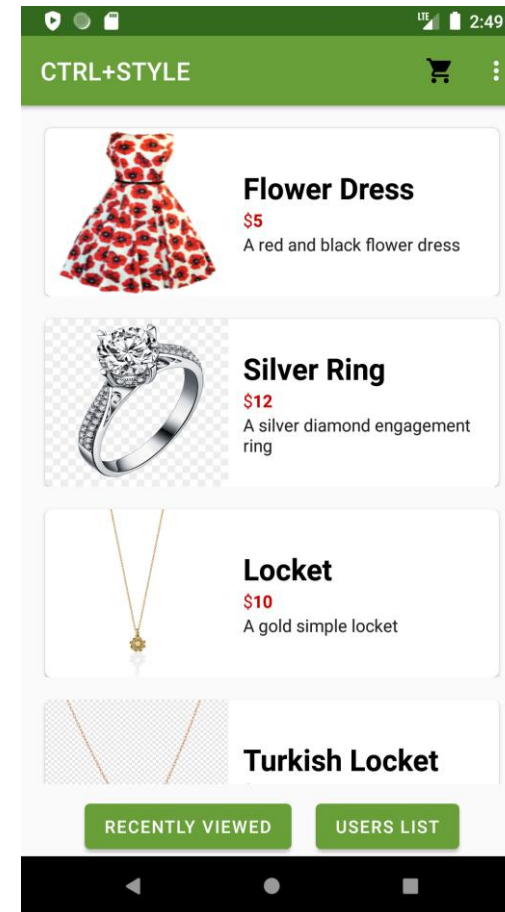 LTE 2:49
CTRL+STYLE
Flower Dress
$5
A red and black flower dress
Silver Ring
$12
A silver diamond engagement
ring
Locket
$10
A gold simple locket
Turkish Locket
RECENTLY VIEWED USERS LIST